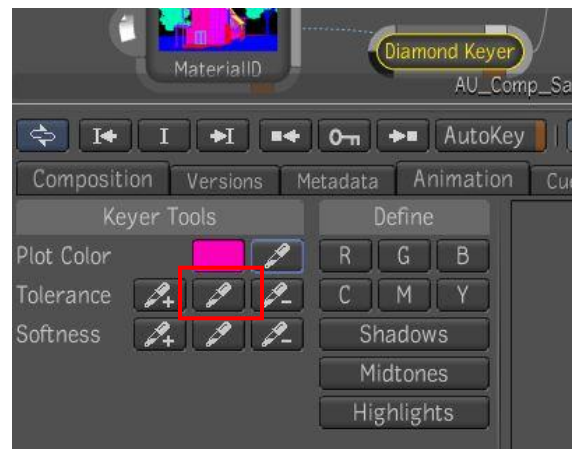 MaterialID
Diamond Keyer
AU_Comp_Sa
I I I AutoKey
Composition Versions Metadata Animation Cu
Keyer Tools Define
Plot Color R G B
Tolerance + - C M Y
Softness + - Shadows
Midtones
Highlights